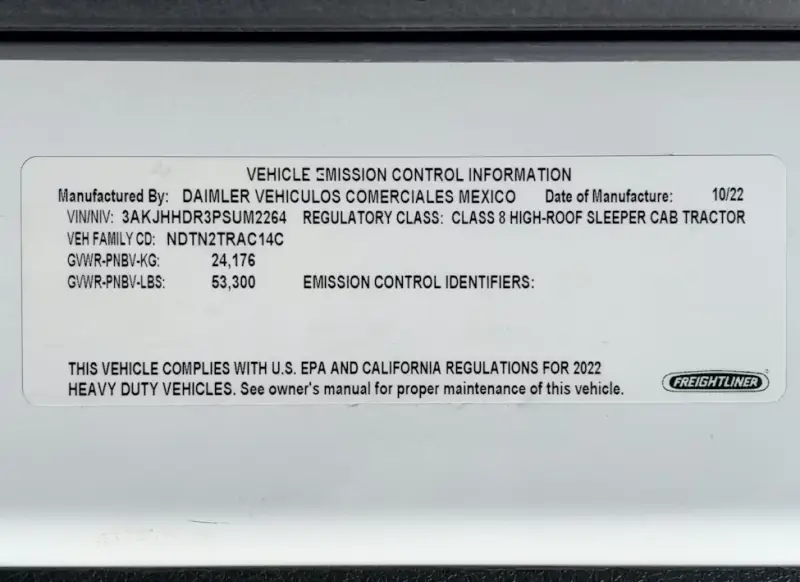 VEHICLE EMISSION CONTROL INFORMATION
Manufactured By: DAIMLER VEHICULOS COMERCIALES MEXICO Date of Manufacture: 10/22
VIN/NIV: 3AKJHHDR3PSUM2264 REGULATORY CLASS: CLASS 8 HIGH-ROOF SLEEPER CAB TRACTOR
VEH FAMILY CD: NDTN2TRAC14C
GVWR-PNBV-KG: 24,176
GVWR-PNBV-LBS: 53,300 EMISSION CONTROL IDENTIFIERS:
THIS VEHICLE COMPLIES WITH U.S. EPA AND CALIFORNIA REGULATIONS FOR 2022
HEAVY DUTY VEHICLES. See owner's manual for proper maintenance of this vehicle.
FREIGHTLINER